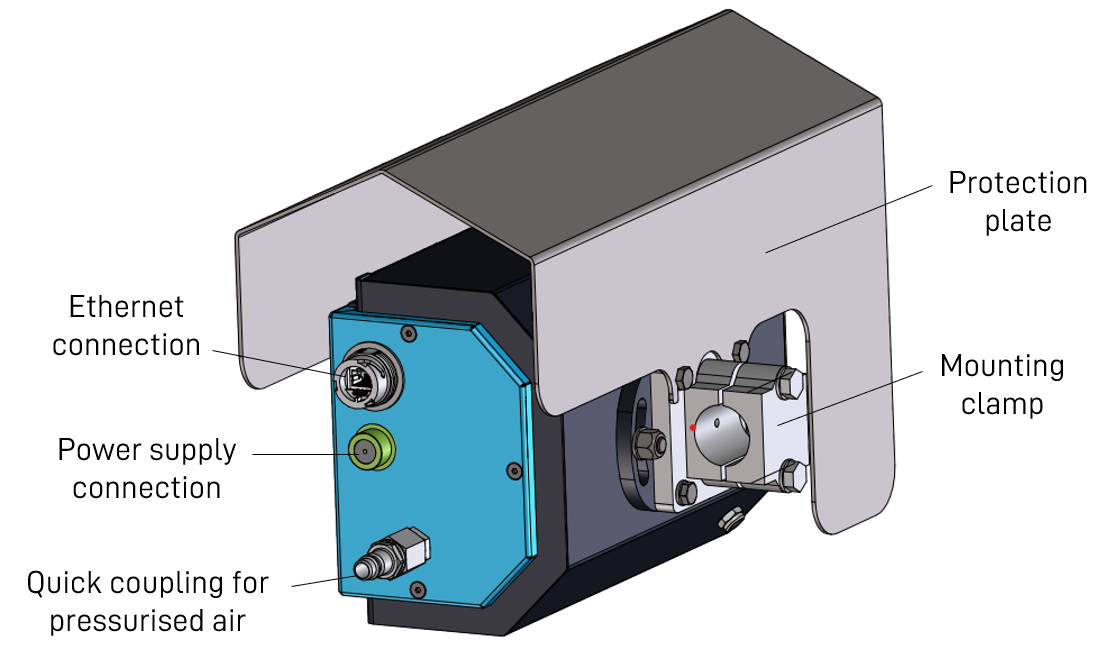 Protection
plate
Ethernet
connection
Mounting
clamp
Power supply
connection
Quick coupling for
pressurised air